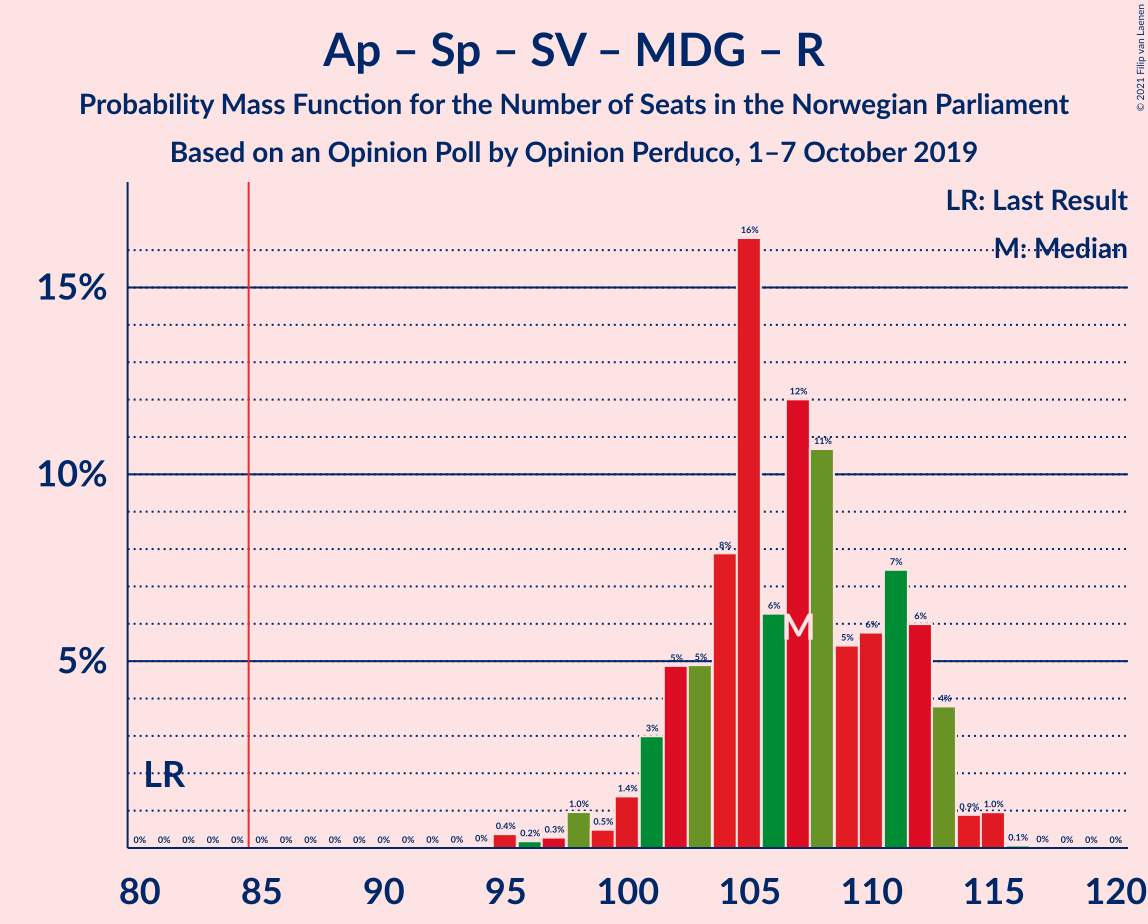 Ap – Sp – SV – MDG – R
Probability Mass Function for the Number of Seats in the Norwegian Parliament
Based on an Opinion Poll by Opinion Perduco, 1–7 October 2019
© 2021 Filip van Laenen
LR: Last Result
M: Median
15%
10%
5%
LR
M
0% 0% 0% 0% 0% 0% 0% 0% 0% 0% 0% 0% 0% 0% 0% 0.4% 0.2% 0.3% 1.0% 0.5% 1.4% 3% 5% 5% 8% 16% 6% 12% 11% 5% 6% 7% 6% 4% 0.9% 1.0% 0.1% 0% 0% 0% 0%
80 85 90 95 100 105 110 115 120